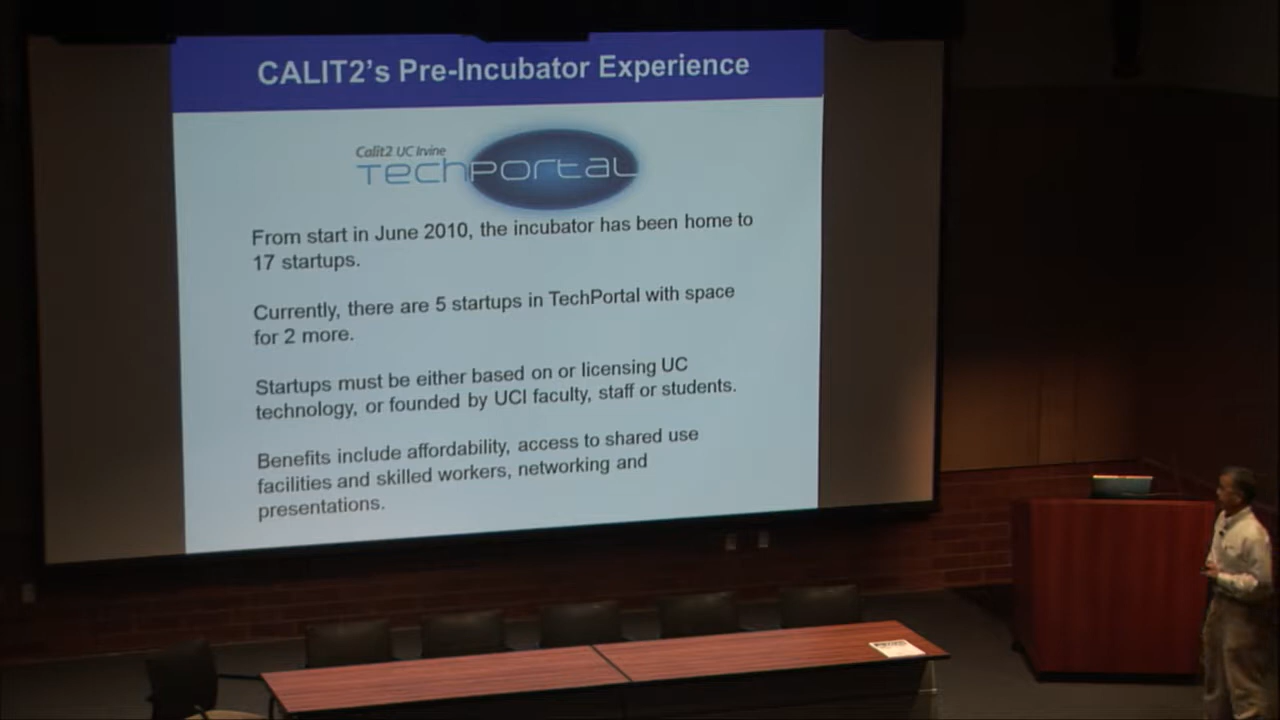 CALIT2's Pre-Incubator Experience
Calit2 UC Irvine
TechPortal
From start in June 2010, the incubator has been home to
17 startups.
Currently, there are 5 startups in TechPortal with space
for 2 more.
Startups must be either based on or licensing UC
technology, or founded by UCI faculty, staff or students.
Benefits include affordability, access to shared use
facilities and skilled workers, networking and
presentations.